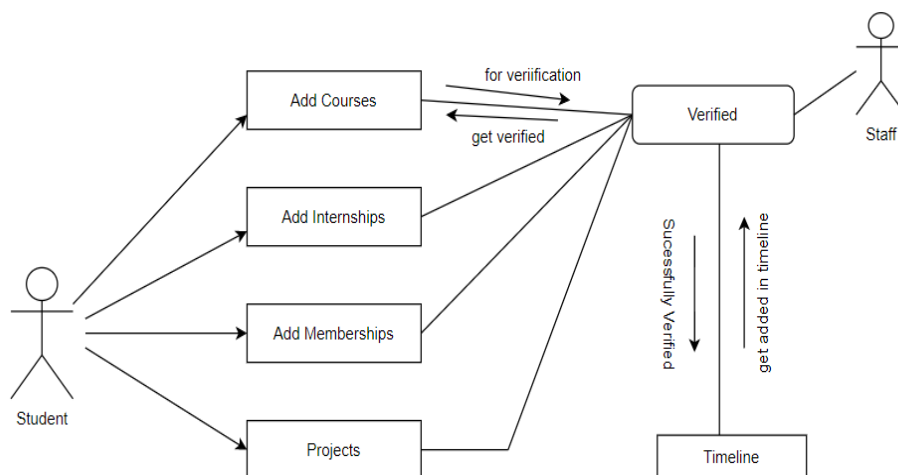 for veriification
Add Courses
Verified
get verified
Staff
Add Internships
Sucessfully Verified
get added in timeline
Add Memberships
Student
Projects
Timeline